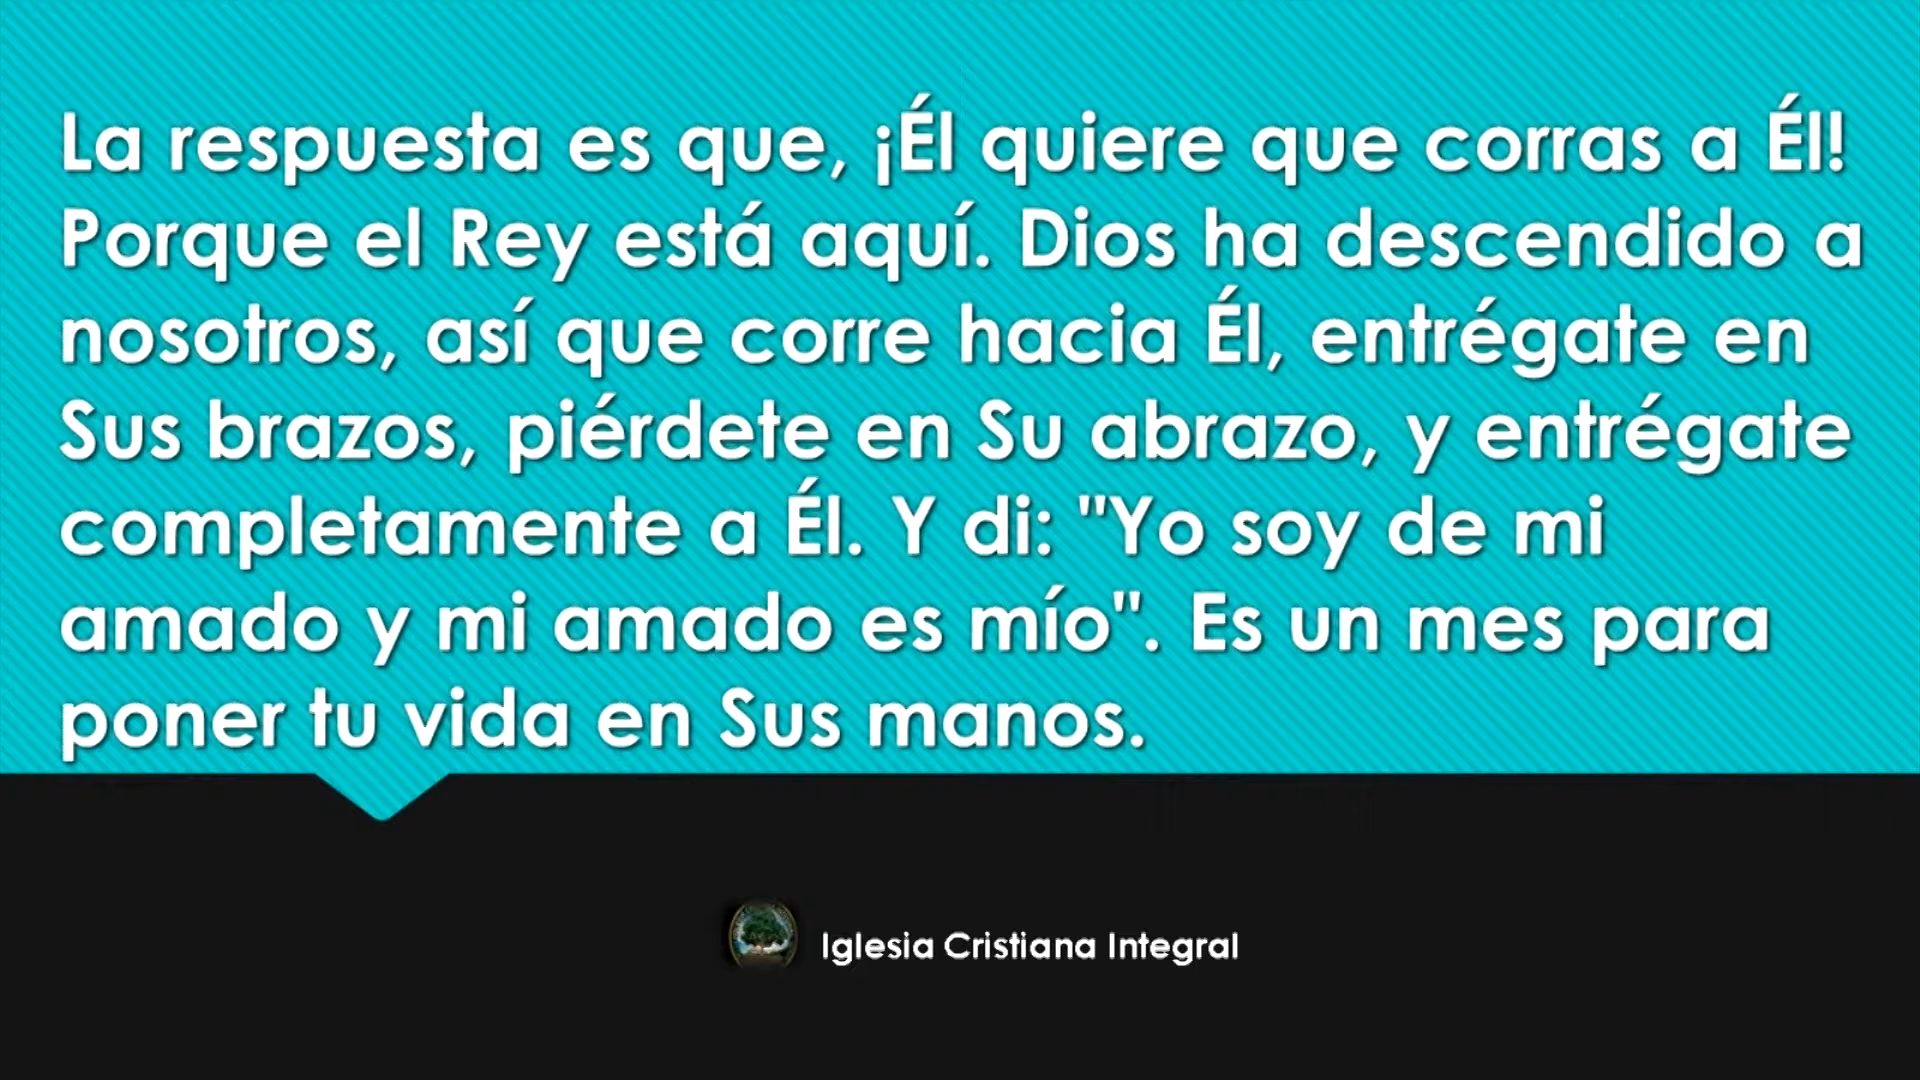 La respuesta es que, ¡Él quiere que corras a Él!
Porque el Rey está aquí. Dios ha descendido a
nosotros, así que corre hacia Él, entrégate en
Sus brazos, piérdete en Su abrazo, y entrégate
completamente a Él. Y di: "Yo soy de mi
amado y mi amado es mío". Es un mes para
poner tu vida en Sus manos.
Iglesia Cristiana Integral